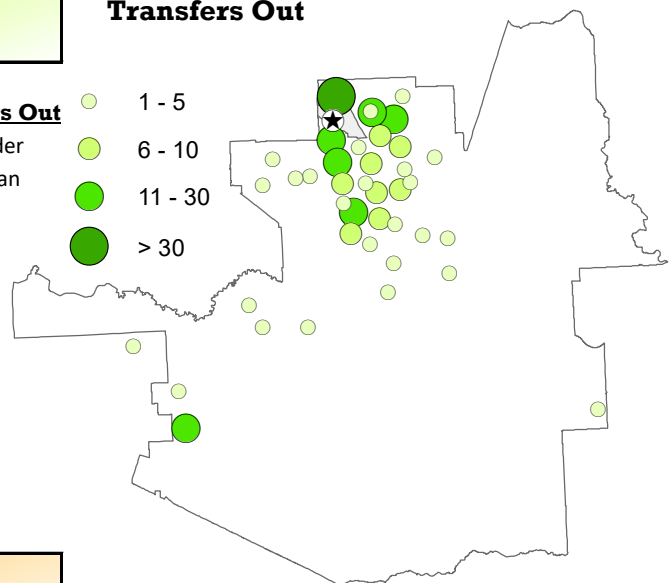 Transfers Out
s Out
der
an
1 - 5
6 - 10
11 - 30
> 30